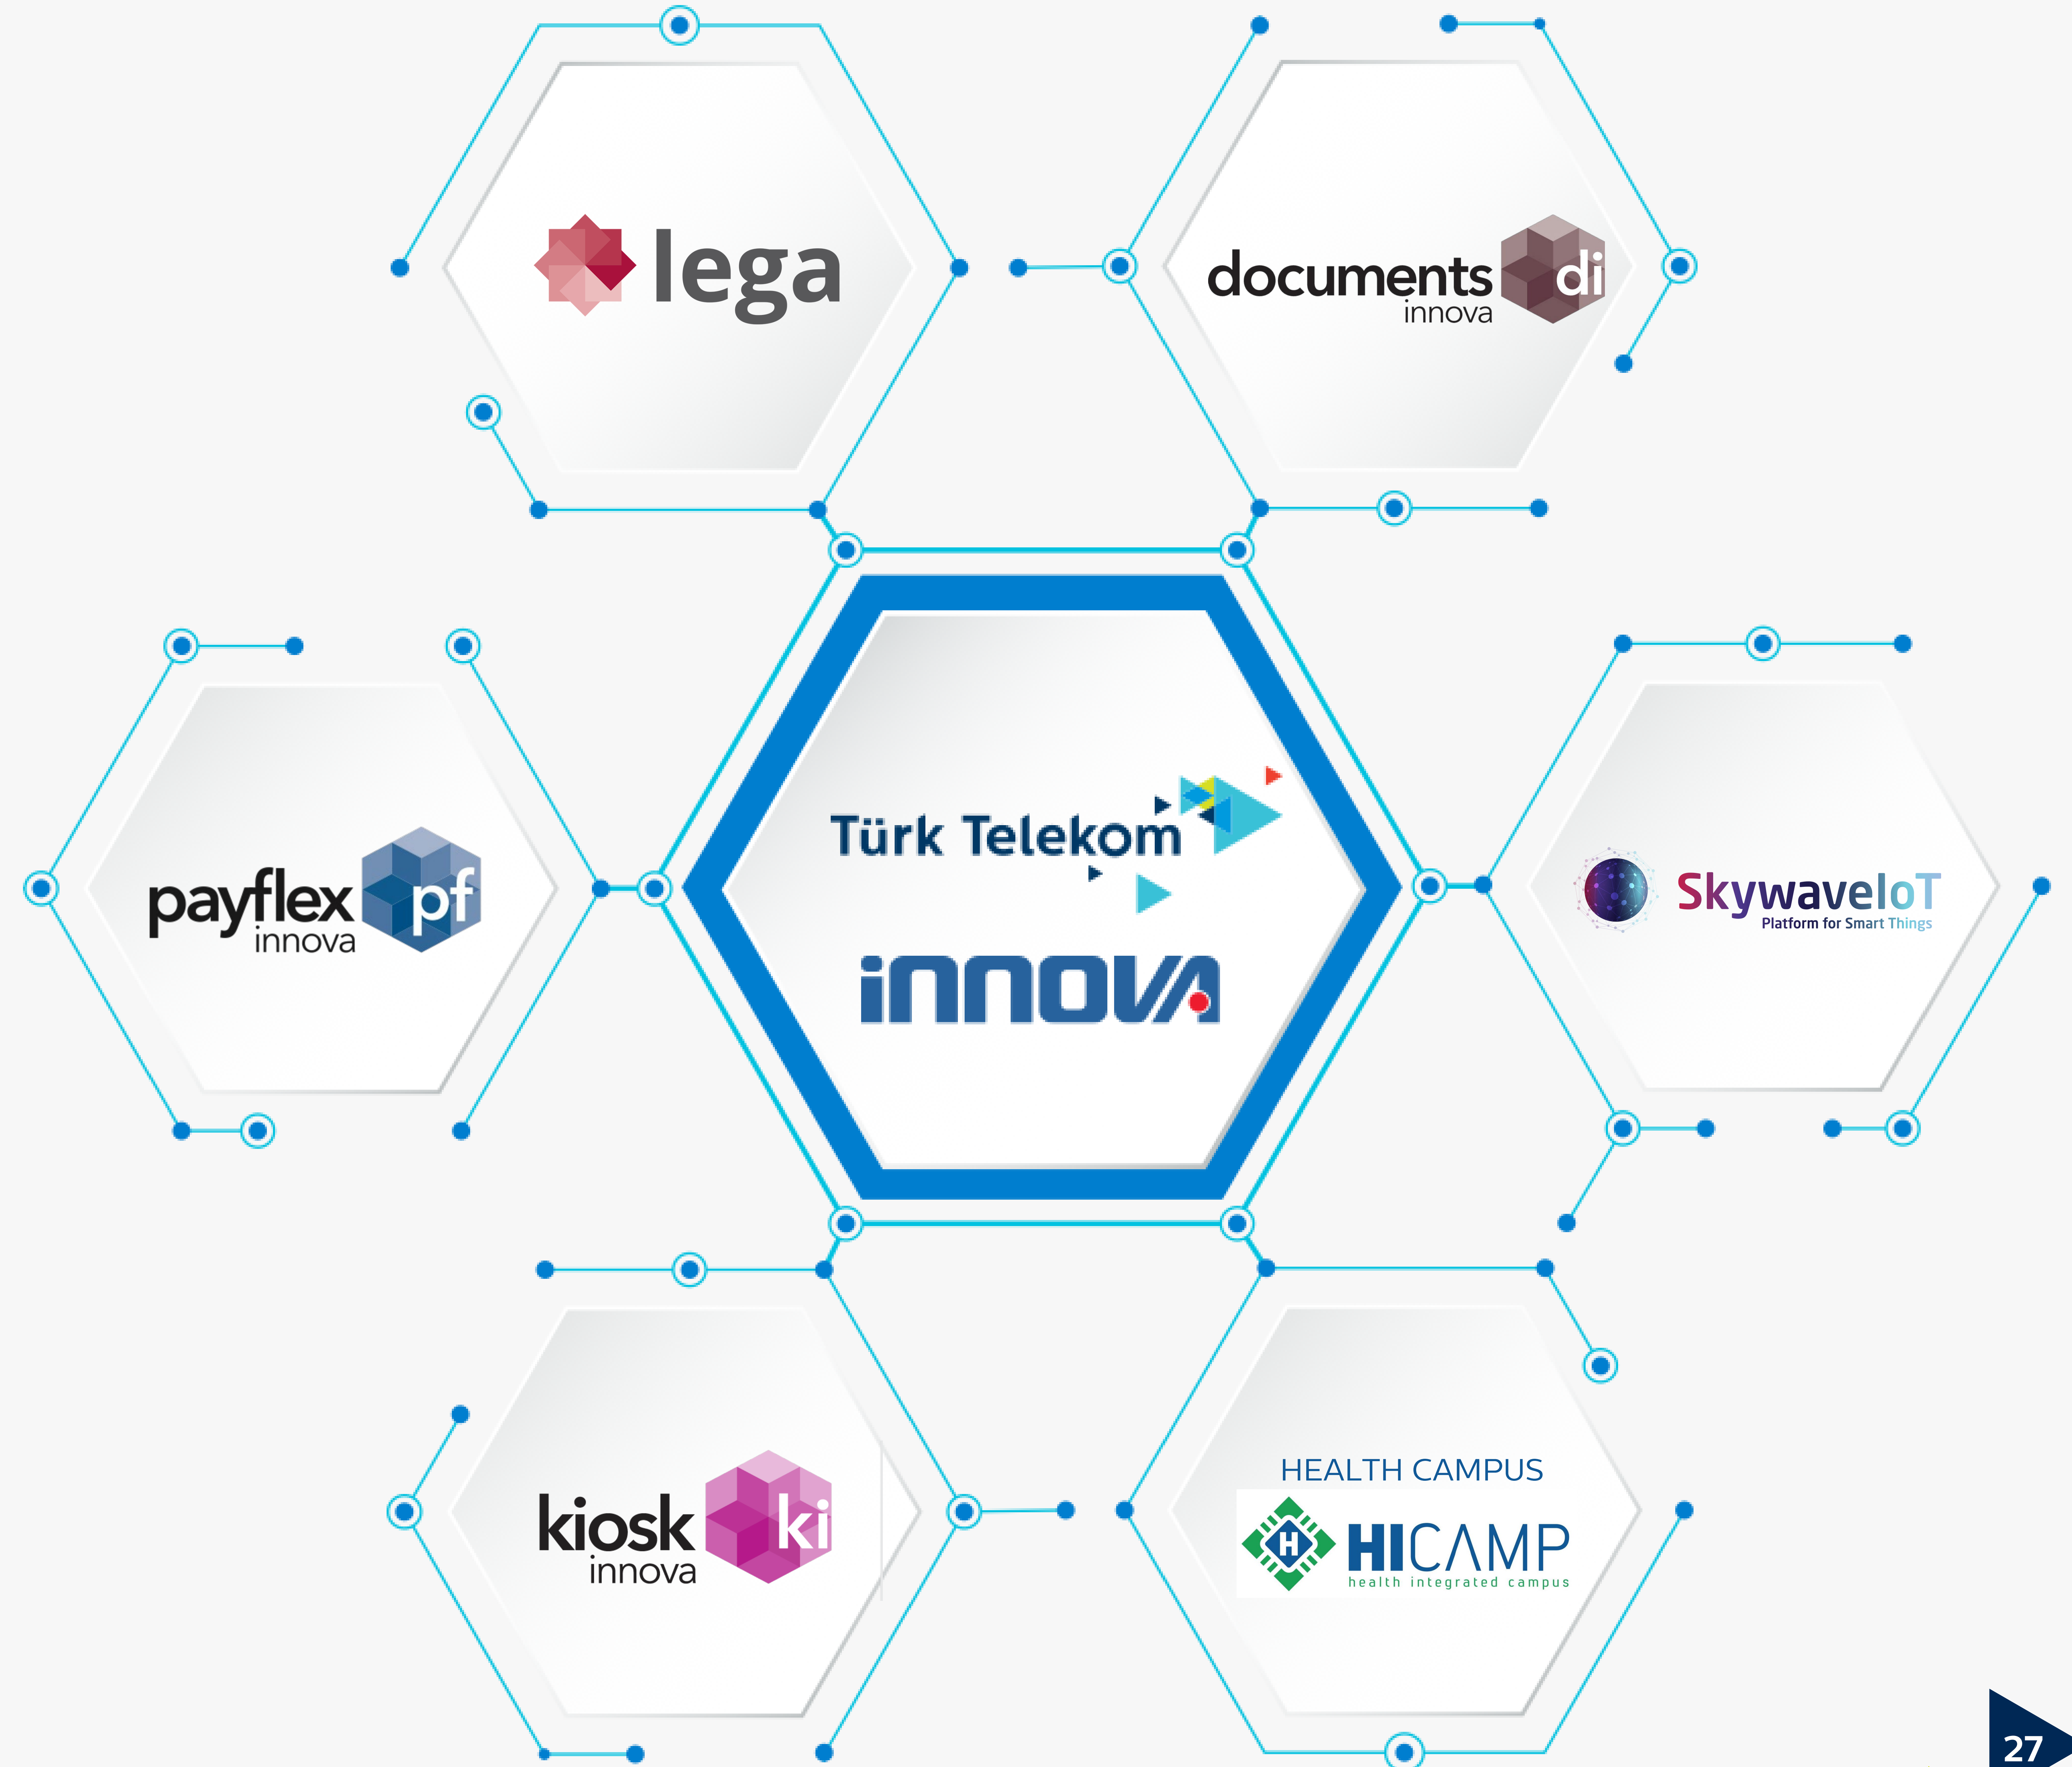 lega
documents di
innova
Türk Telekom
innova
payflex pf
innova
SkywaveIoT
Platform for Smart Things
kiosk ki
innova
HEALTH CAMPUS
H HICAMP
health integrated campus
27